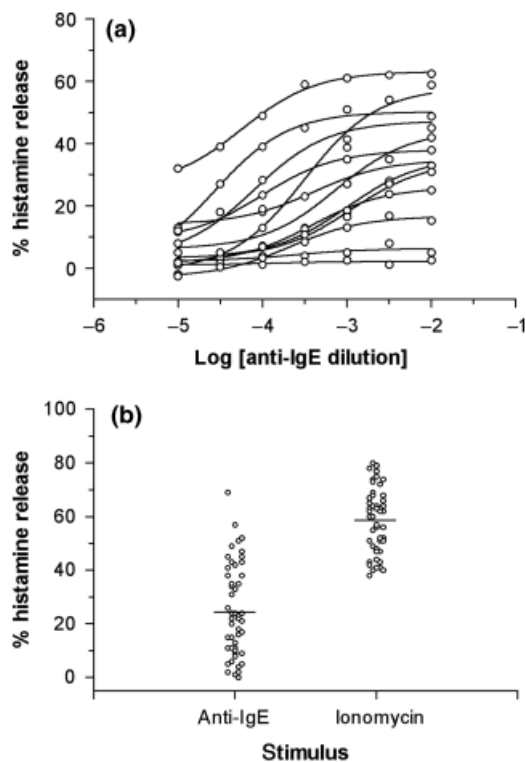 (a)
% histamine release
80
60
40
20
0
−6 −5 −4 −3 −2 −1
Log [anti-IgE dilution]
(b)
% histamine release
100
80
60
40
20
0
Anti-IgE Ionomycin
Stimulus